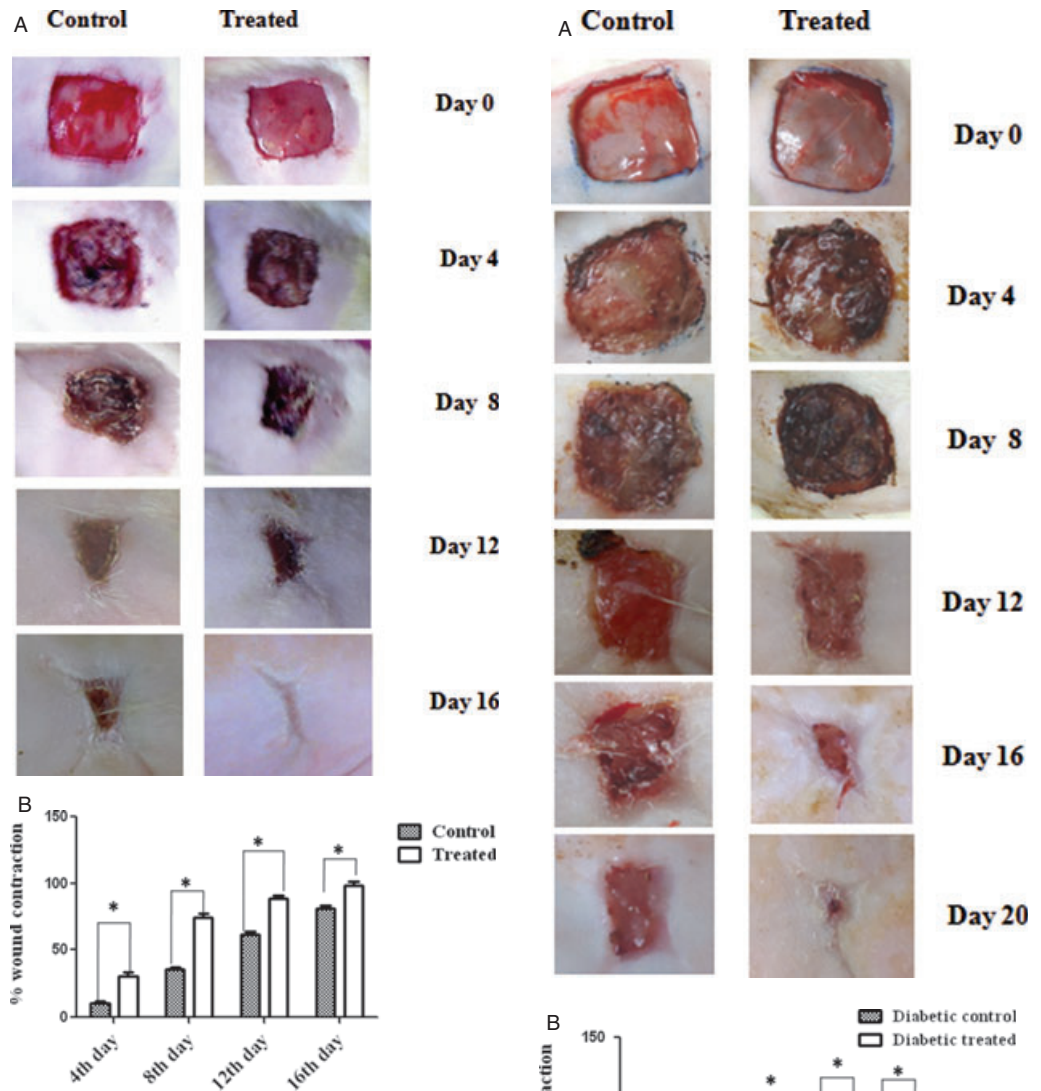 A
Control Treated
Day 0
Day 4
Day 8
Day 12
Day 16
B
% wound contraction
150
100
50
0
* * * *
Control
Treated
4th day 8th day 12th day 16th day
A
Control Treated
Day 0
Day 4
Day 8
Day 12
Day 16
Day 20
B
Diabetic control
Diabetic treated
150
action
* * *